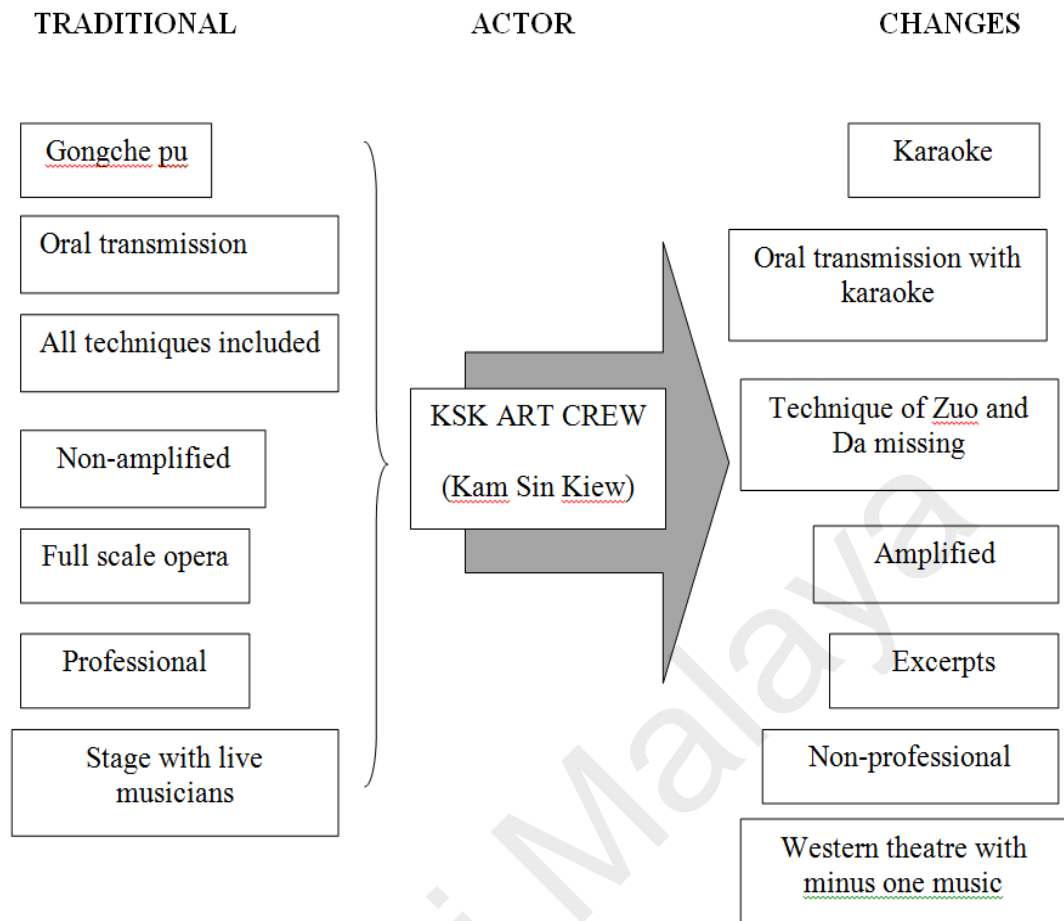 TRADITIONAL
ACTOR
CHANGES
Gongche pu
Oral transmission
All techniques included
Non-amplified
Full scale opera
Professional
Stage with live
musicians
KSK ART CREW
(Kam Sin Kiew)
Karaoke
Oral transmission with
karaoke
Technique of Zuo and
Da missing
Amplified
Excerpts
Non-professional
Western theatre with
minus one music
Malaya